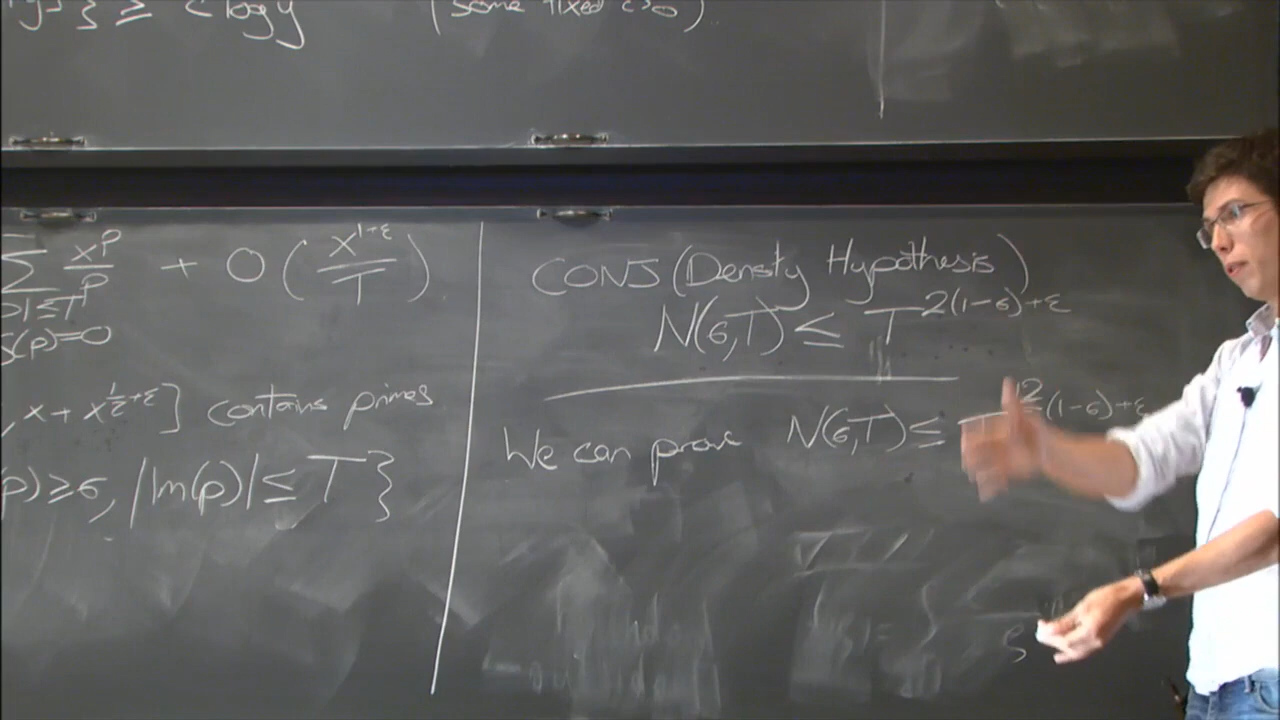 } ≥ c log y (some fixed c>0)
∑ x^ρ/ρ + O(x^{1+ε}/T)
|ρ|≤T
ζ(ρ)=0
, x + x^{1/2+ε}] contains primes
(ρ)≥σ, |Im(ρ)|≤T}
CONJ (Density Hypothesis)
N(σ,T) ≤ T^{2(1-σ)+ε}
We can prove N(σ,T) ≤ 12 (1-σ)+ε